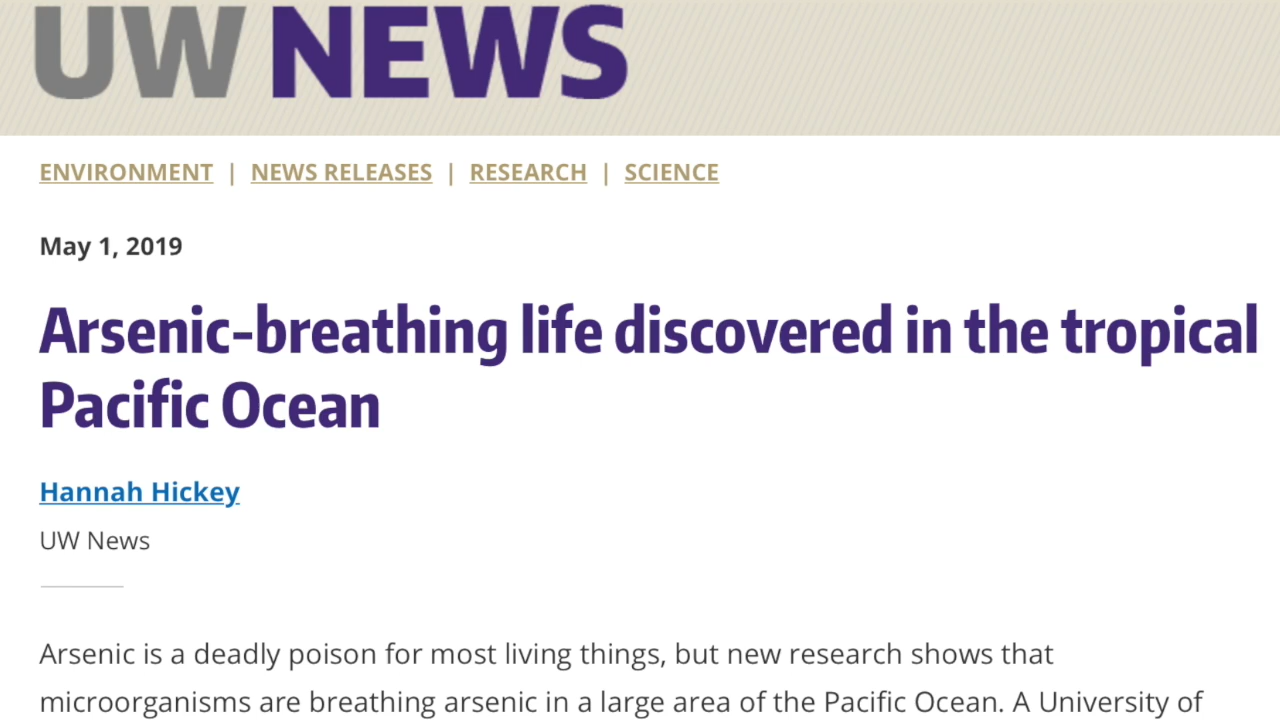 UW NEWS
ENVIRONMENT | NEWS RELEASES | RESEARCH | SCIENCE
May 1, 2019
Arsenic-breathing life discovered in the tropical
Pacific Ocean
Hannah Hickey
UW News
Arsenic is a deadly poison for most living things, but new research shows that
microorganisms are breathing arsenic in a large area of the Pacific Ocean. A University of